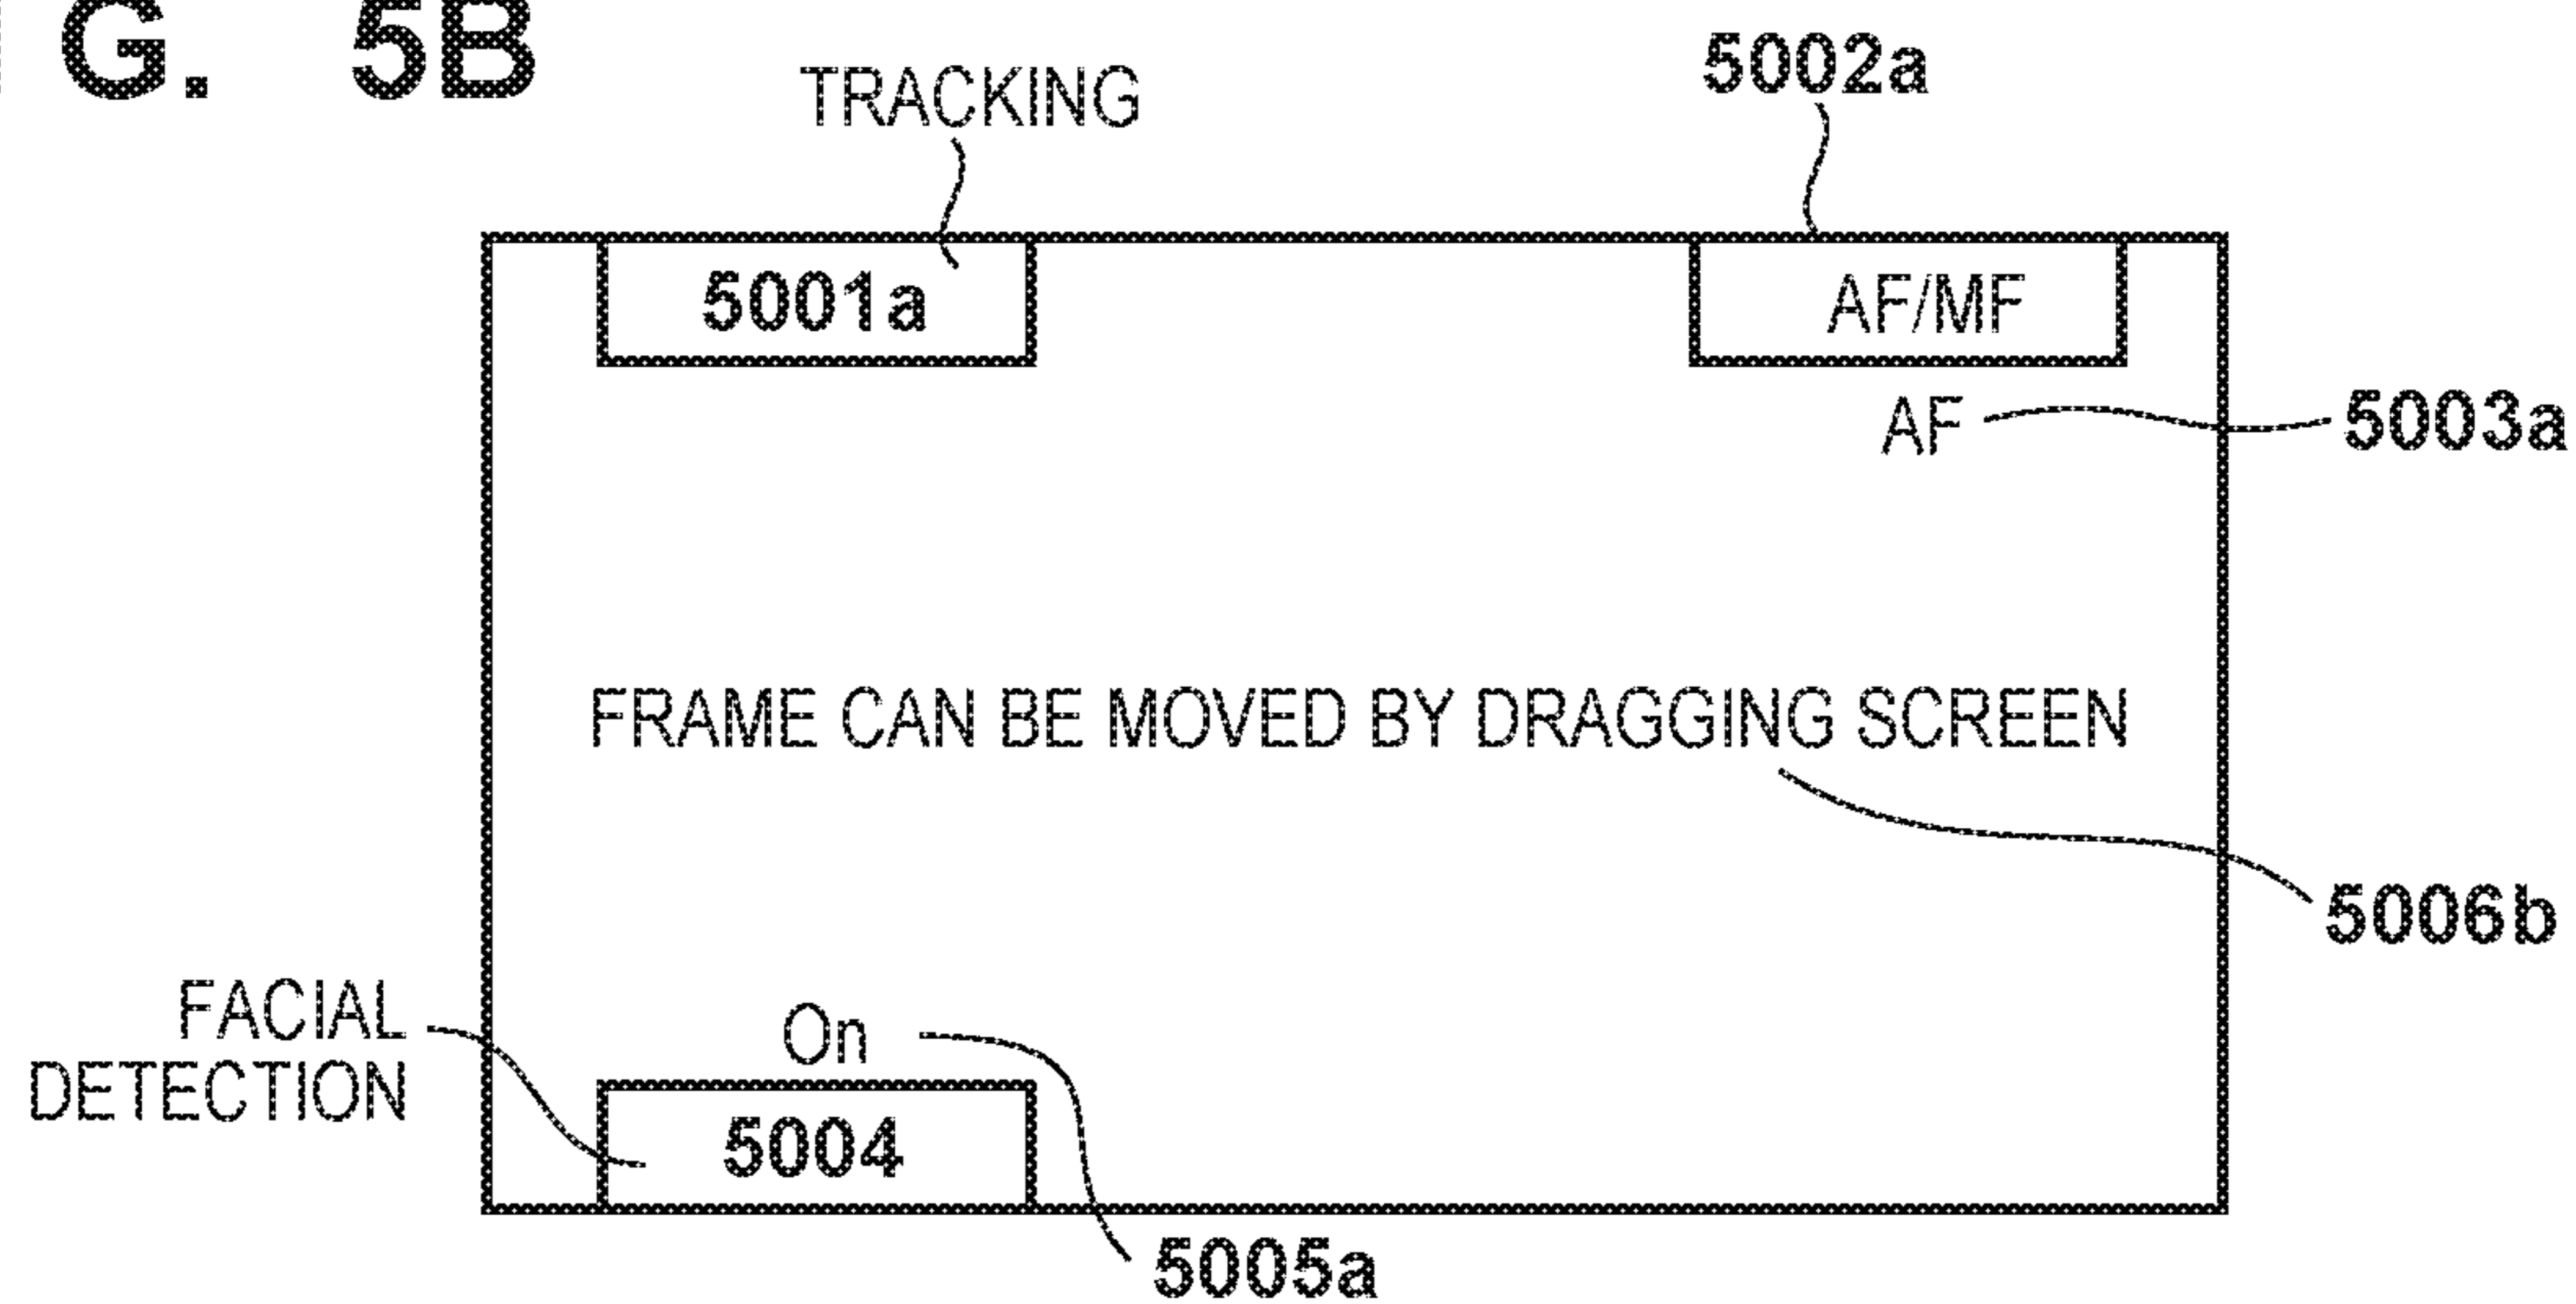 G. 5B
TRACKING
5002a
5001a
AF/MF
AF
5003a
FRAME CAN BE MOVED BY DRAGGING SCREEN
5006b
FACIAL
DETECTION
On
5004
5005a